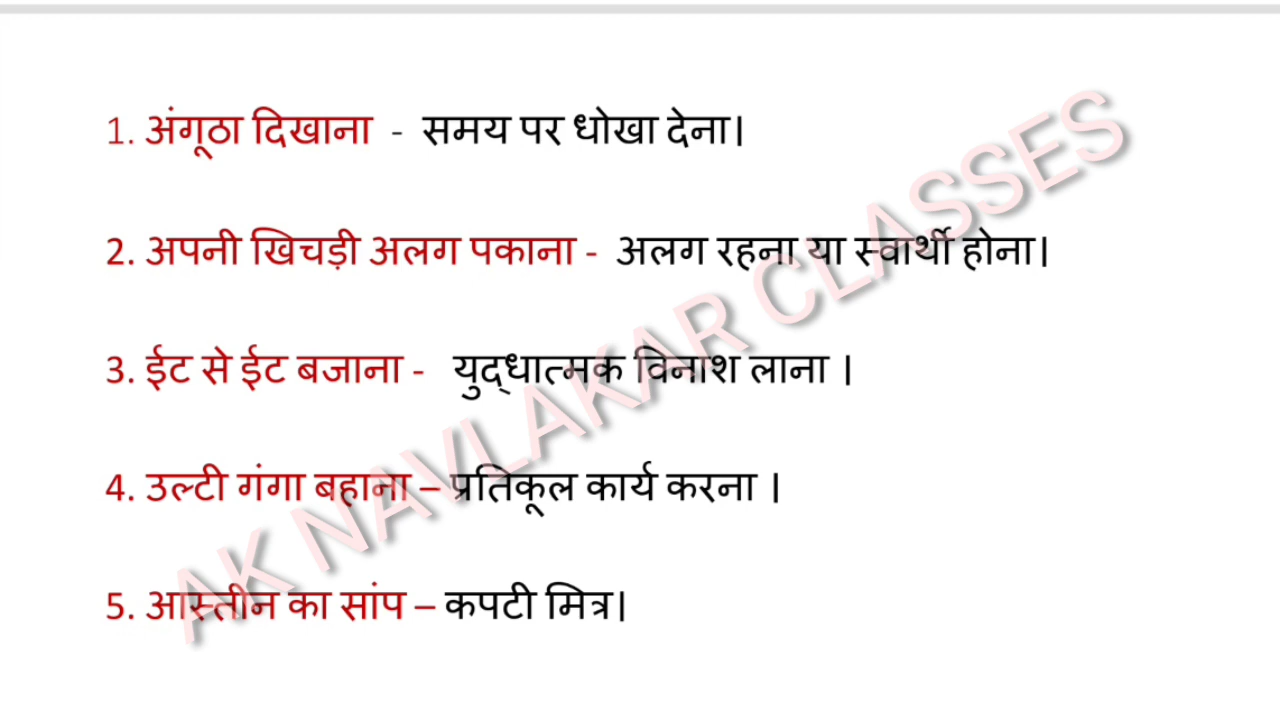 1. अंगूठा दिखाना - समय पर धोखा देना।
2. अपनी खिचड़ी अलग पकाना - अलग रहना या स्वार्थी होना।
3. ईट से ईट बजाना - युद्धात्मक विनाश लाना ।
4. उल्टी गंगा बहाना – प्रतिकूल कार्य करना ।
5. आस्तीन का सांप – कपटी मित्र।
AK NAVLAKAR CLASSES